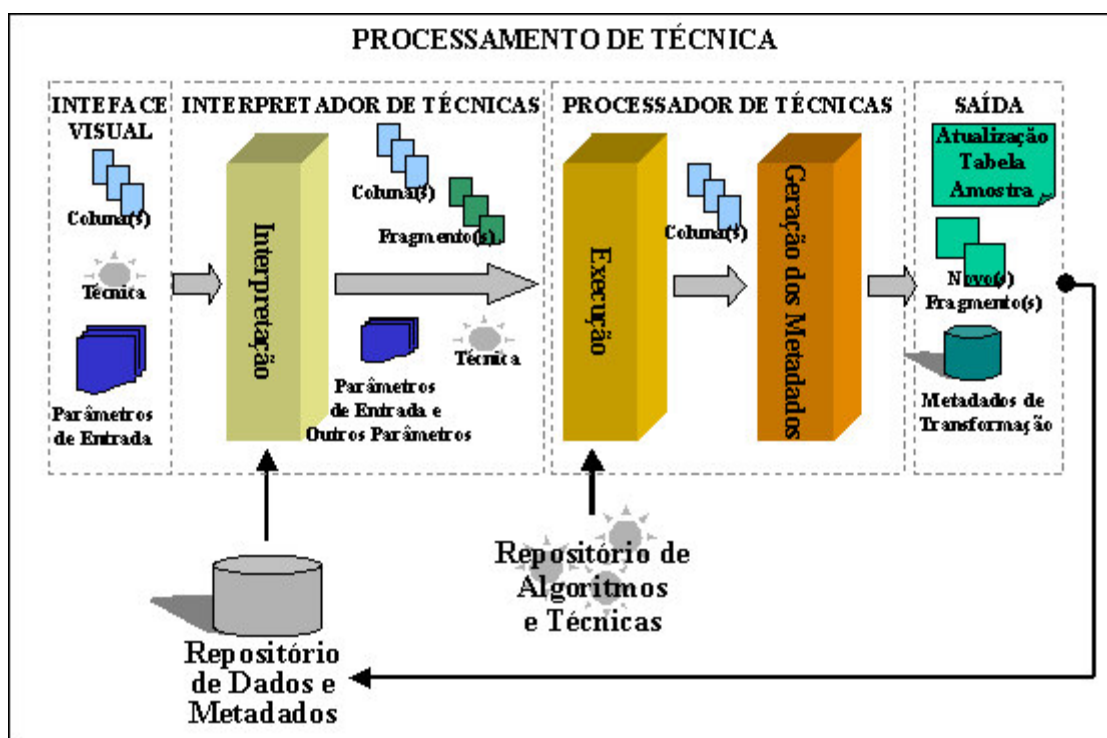 PROCESSAMENTO DE TÉCNICA
INTEFACE
VISUAL
Coluna(s)
Técnica
Parâmetros
de Entrada
INTERPRETADOR DE TÉCNICAS
Interpretação
Coluna(s)
Fragmento(s)
Parâmetros
de Entrada e
Outros Parâmetros
Técnica
PROCESSADOR DE TÉCNICAS
Execução
Coluna(s)
Geração dos Metadados
SAÍDA
Atualização
Tabela
Amostra
Novo(s)
Fragmento(s)
Metadados de
Transformação
Repositório de
Algoritmos
e Técnicas
Repositório
de Dados e
Metadados